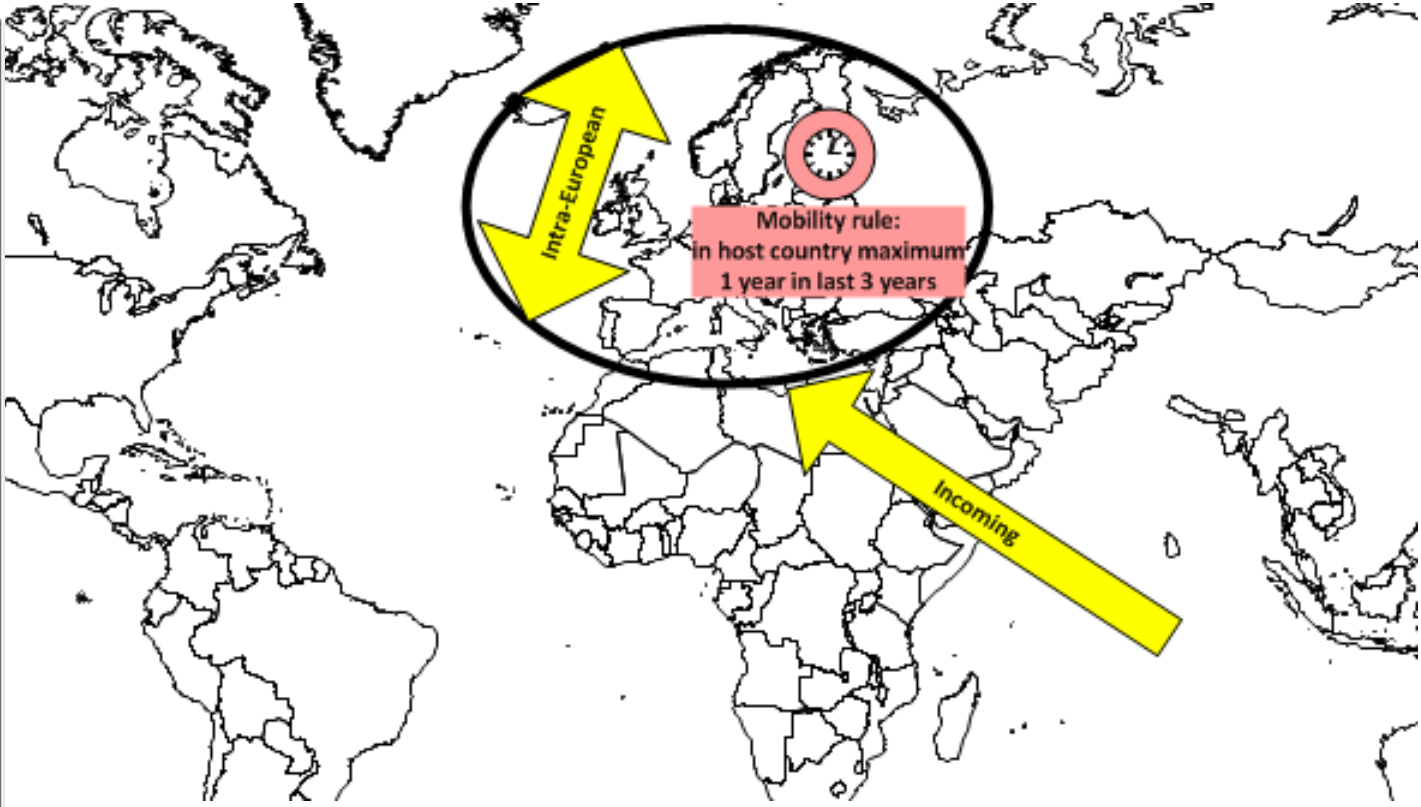 Intra-European
Mobility rule:
in host country maximum
1 year in last 3 years
Incoming